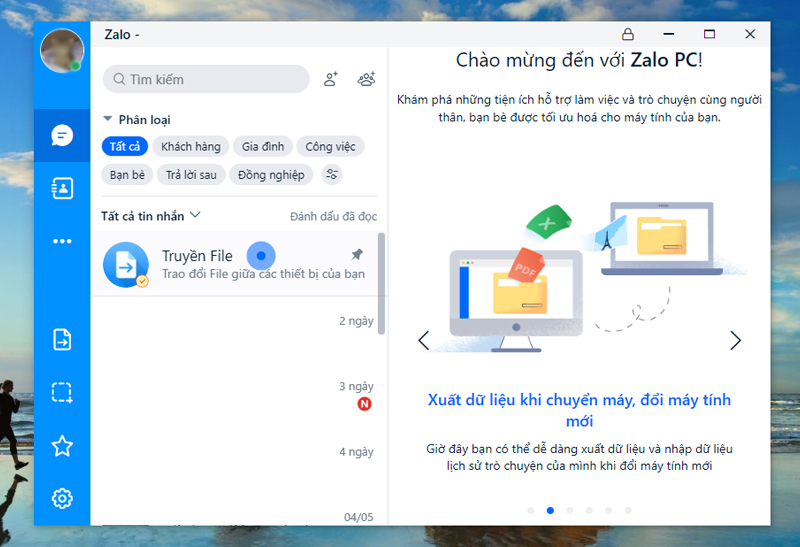 Zalo -
Tìm kiếm
Phân loại
Tất cả
Khách hàng
Gia đình
Công việc
Bạn bè
Trả lời sau
Đồng nghiệp
Tất cả tin nhắn
Đánh dấu đã đọc
Truyền File
Trao đổi File giữa các thiết bị của bạn
2 ngày
3 ngày
N
4 ngày
04/05
Chào mừng đến với Zalo PC!
Khám phá những tiện ích hỗ trợ làm việc và trò chuyện cùng người
thân, bạn bè được tối ưu hoá cho máy tính của bạn.
X
PDF
Xuất dữ liệu khi chuyển máy, đổi máy tính
mới
Giờ đây bạn có thể dễ dàng xuất dữ liệu và nhập dữ liệu
lịch sử trò chuyện của mình khi đổi máy tính mới